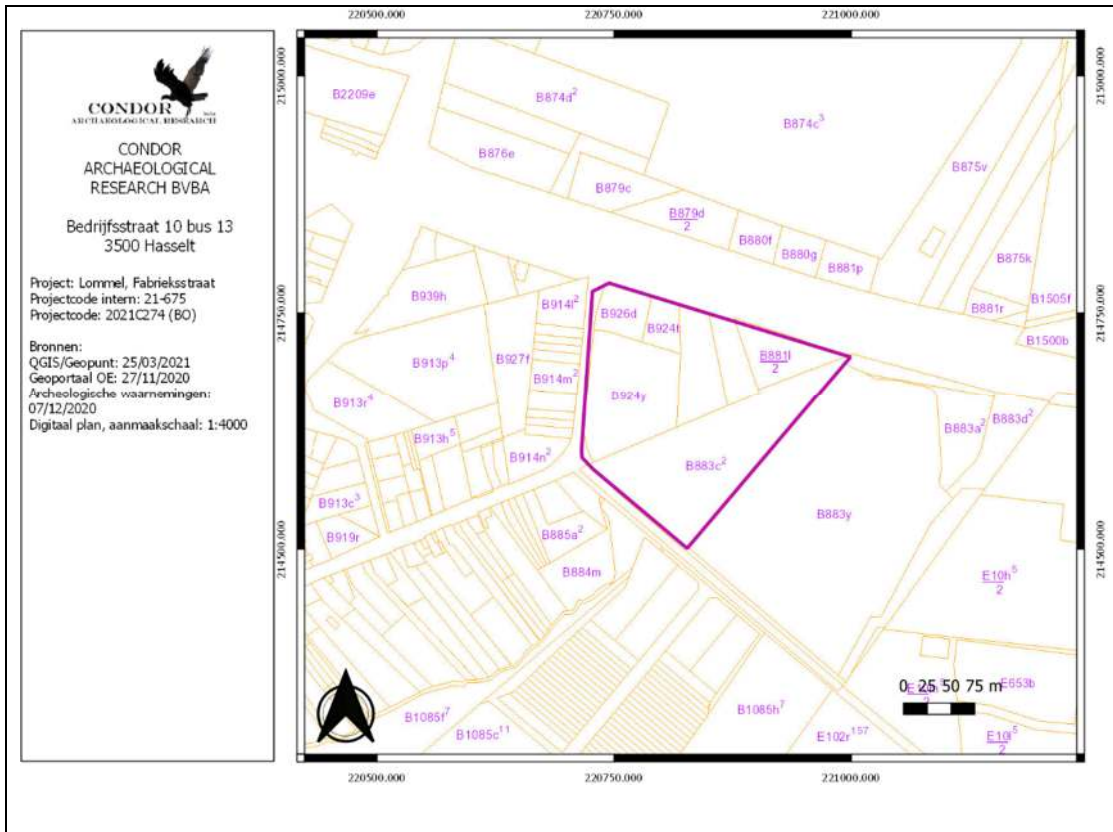 CONDOR
ARCHAEOLOGICAL RESEARCH
CONDOR
ARCHAEOLOGICAL
RESEARCH BVBA
Bedrijfsstraat 10 bus 13
3500 Hasselt
Project: Lommel, Fabrieksstraat
Projectcode intern: 21-675
Projectcode: 2021C274 (BO)
Bronnen:
QGIS/Geopunt: 25/03/2021
Geoportaal OE: 27/11/2020
Archeologische waarnemingen:
07/12/2020
Digitaal plan, aanmaakschaal: 1:4000
220500.000 220750.000 221000.000
215000.000 215000.000
B2209e
B874d²
B874c³
B876e
B875v
B879c
B879d
2
B880f
B880g
B881p
B875k
B939h
B914l²
B926d
B924t
B881r
B1505f
214750.000 214750.000
B1500b
B913p⁴
B927f
B881l
2
B914m²
D924y
B913r⁴
B913h⁵
B883a²
B883d²
B914n²
B883c²
B913c³
B883y
B919r
B885a²
B884m
214500.000 214500.000
E10h⁵
2
0 25 50 75 m
E653b
2
B1085f⁷
B1085h⁷
B1085c¹¹
E102r¹⁵⁷
E10i⁵
2
220500.000 220750.000 221000.000